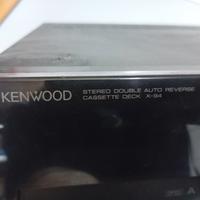 KENWOOD
STEREO DOUBLE AUTO REVERSE
CASSETTE DECK X-94
A